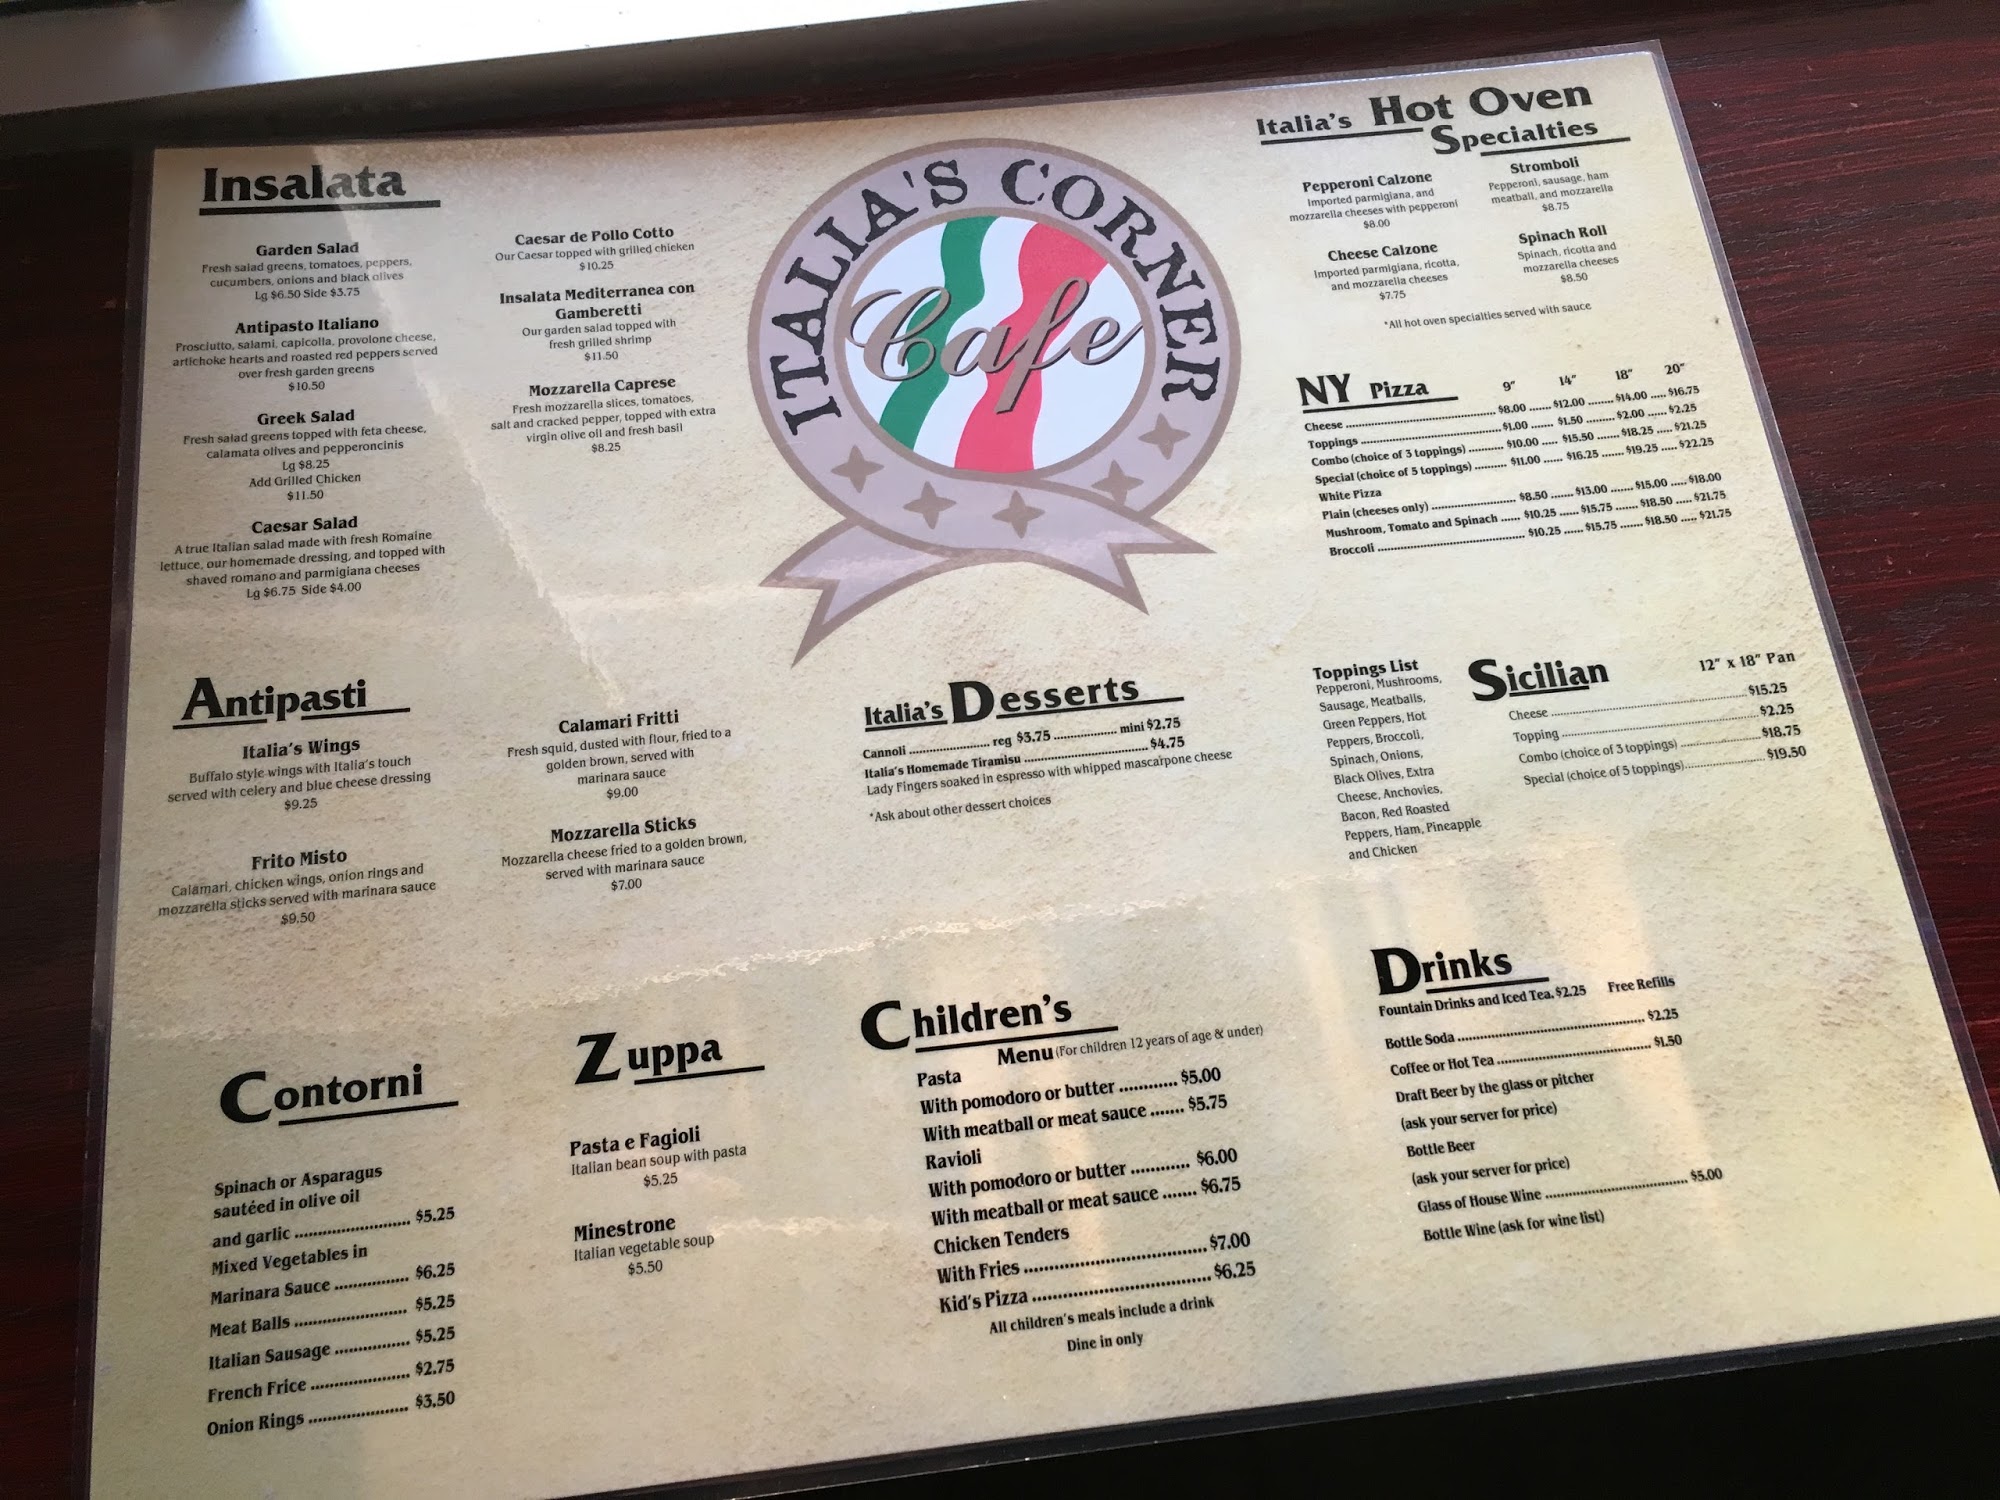 Insalata
Garden Salad
Fresh salad greens, tomatoes, peppers,
cucumbers, onions and black olives
Lg $6.50 Side $3.75
Antipasto Italiano
Prosciutto, salami, capicolla, provolone cheese,
artichoke hearts and roasted red peppers served
over fresh garden greens
$10.50
Greek Salad
Fresh salad greens topped with feta cheese,
calamata olives and pepperoncinis
Lg $8.25
Add Grilled Chicken
$11.50
Caesar Salad
A true Italian salad made with fresh Romaine
lettuce, our homemade dressing, and topped with
shaved romano and parmigiana cheeses
Lg $6.75 Side $4.00
Caesar de Pollo Cotto
Our Caesar topped with grilled chicken
$10.25
Insalata Mediterranea con
Gamberetti
Our garden salad topped with
fresh grilled shrimp
$11.50
Mozzarella Caprese
Fresh mozzarella slices, tomatoes,
salt and cracked pepper, topped with extra
virgin olive oil and fresh basil
$8.25
ITALIA'S CORNER
Cafe
Italia's Hot Oven
Specialties
Pepperoni Calzone
Imported parmigiana, and
mozzarella cheeses with pepperoni
$8.00
Cheese Calzone
Imported parmigiana, ricotta,
and mozzarella cheeses
$7.75
Stromboli
Pepperoni, sausage, ham
meatball, and mozzarella
$8.75
Spinach Roll
Spinach, ricotta and
mozzarella cheeses
$8.50
*All hot oven specialties served with sauce
NY Pizza 9" 14" 18" 20"
Cheese ........ $8.00 ....... $12.00 ........ $14.00 ..... $16.75
Toppings ........ $1.00 ....... $1.50 ........ $2.00 ...... $2.25
Combo (choice of 3 toppings) ........... $10.00 ..... $15.50 ....... $18.25 ..... $21.25
Special (choice of 5 toppings) .......... $11.00 ...... $16.25 ....... $19.25 ..... $22.25
White Pizza
Plain (cheeses only) ........ $8.50 ....... $13.00 ....... $15.00 ..... $18.00
Mushroom, Tomato and Spinach ...... $10.25 ...... $15.75 ....... $18.50 ..... $21.75
Broccoli ........ $10.25 ...... $15.75 ....... $18.50 ..... $21.75
Antipasti
Italia's Wings
Buffalo style wings with Italia's touch
served with celery and blue cheese dressing
$9.25
Frito Misto
Calamari, chicken wings, onion rings and
mozzarella sticks served with marinara sauce
$9.50
Calamari Fritti
Fresh squid, dusted with flour, fried to a
golden brown, served with
marinara sauce
$9.00
Mozzarella Sticks
Mozzarella cheese fried to a golden brown,
served with marinara sauce
$7.00
Italia's Desserts
Cannoli ........ reg $3.75 ........ mini $2.75
Italia's Homemade Tiramisu ........ $4.75
Lady Fingers soaked in espresso with whipped mascarpone cheese
*Ask about other dessert choices
Toppings List
Pepperoni, Mushrooms,
Sausage, Meatballs,
Green Peppers, Hot
Peppers, Broccoli,
Spinach, Onions,
Black Olives, Extra
Cheese, Anchovies,
Bacon, Red Roasted
Peppers, Ham, Pineapple
and Chicken
Sicilian 12" x 18" Pan
Cheese ........ $15.25
Topping ........ $2.25
Combo (choice of 3 toppings) ........ $18.75
Special (choice of 5 toppings) ........ $19.50
Contorni
Spinach or Asparagus
sautéed in olive oil
and garlic ........ $5.25
Mixed Vegetables in
Marinara Sauce ........ $6.25
Meat Balls ........ $5.25
Italian Sausage ........ $5.25
French Frice ........ $2.75
Onion Rings ........ $3.50
Zuppa
Pasta e Fagioli
Italian bean soup with pasta
$5.25
Minestrone
Italian vegetable soup
$5.50
Children's
Menu (For children 12 years of age & under)
Pasta
With pomodoro or butter ............ $5.00
With meatball or meat sauce ....... $5.75
Ravioli
With pomodoro or butter ............ $6.00
With meatball or meat sauce ....... $6.75
Chicken Tenders
With Fries ........ $7.00
Kid's Pizza ........ $6.25
All children's meals include a drink
Dine in only
Drinks
Fountain Drinks and Iced Tea. $2.25 Free Refills
Bottle Soda ........ $2.25
Coffee or Hot Tea ........ $1.50
Draft Beer by the glass or pitcher
(ask your server for price)
Bottle Beer
(ask your server for price)
Glass of House Wine ........ $5.00
Bottle Wine (ask for wine list)